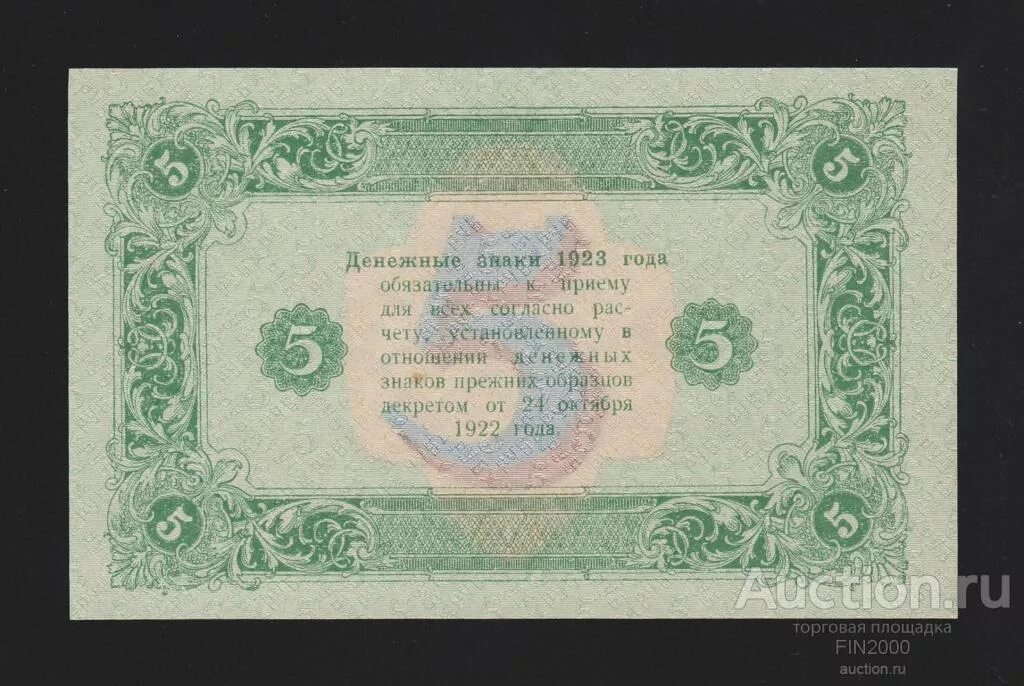 5 5
Денежные знаки 1923 года
обязательны к приему
для всех согласно рас-
чету, установленному в
отношении денежных
знаков прежних образцов
декретом от 24 октября
1922 года.
5 5
5
5 5
Auction.ru
торговая площадка
FIN2000
auction.ru